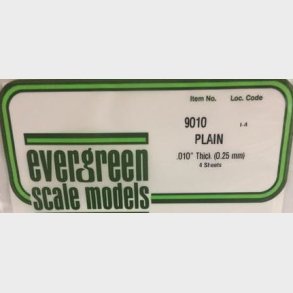 Item No. Loc. Code
9010 I-A
PLAIN
.010" Thick (0.25 mm)
4 Sheets
evergreen
scale models